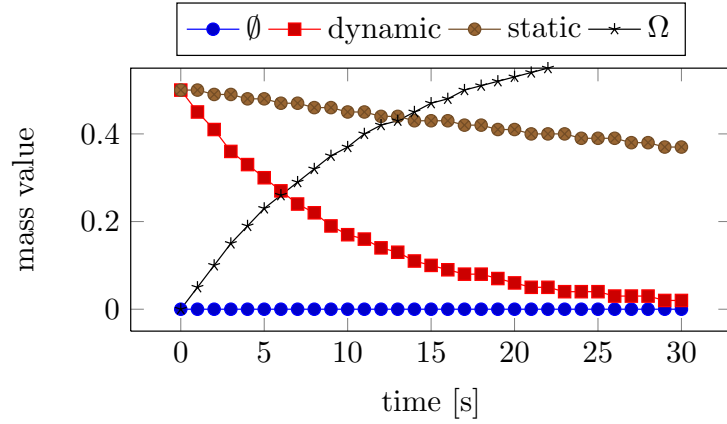 ∅ dynamic static Ω
0.4
0.2
0
mass value
0 5 10 15 20 25 30
time [s]